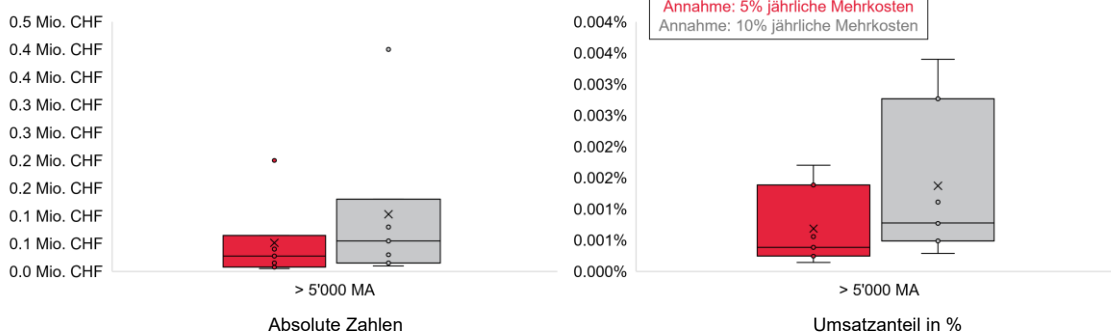 Annahme: 5% jährliche Mehrkosten
Annahme: 10% jährliche Mehrkosten
0.5 Mio. CHF
0.4 Mio. CHF
0.4 Mio. CHF
0.3 Mio. CHF
0.3 Mio. CHF
0.2 Mio. CHF
0.2 Mio. CHF
0.1 Mio. CHF
0.1 Mio. CHF
0.0 Mio. CHF
> 5'000 MA
Absolute Zahlen
0.004%
0.004%
0.003%
0.003%
0.002%
0.002%
0.001%
0.001%
0.000%
> 5'000 MA
Umsatzanteil in %